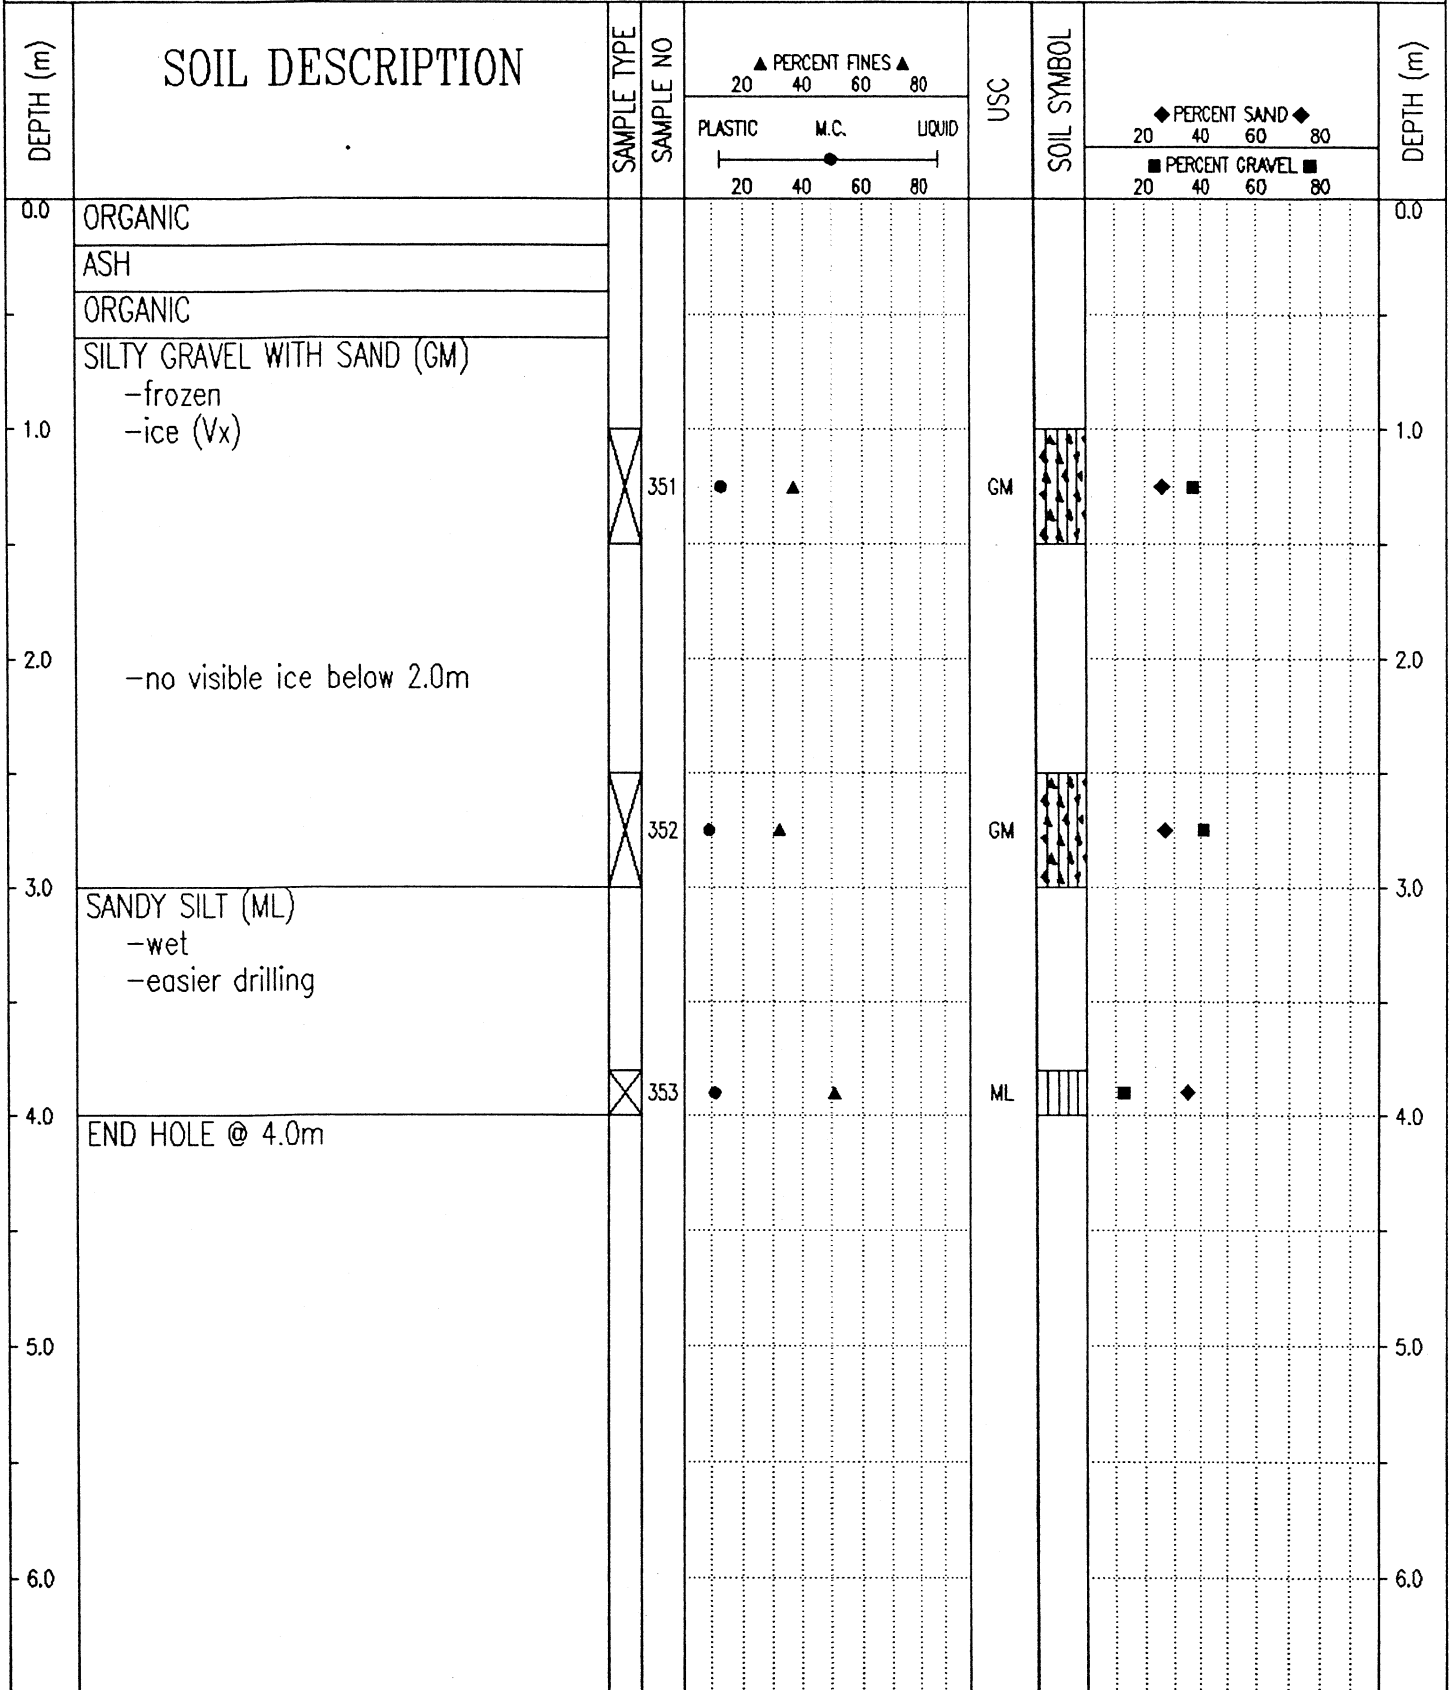 DEPTH (m)
SOIL DESCRIPTION
SAMPLE TYPE
SAMPLE NO
▲ PERCENT FINES ▲
20 40 60 80
PLASTIC M.C. LIQUID
20 40 60 80
USC
SOIL SYMBOL
◆ PERCENT SAND ◆
20 40 60 80
■ PERCENT GRAVEL ■
20 40 60 80
DEPTH (m)
0.0 ORGANIC 0.0
ASH
ORGANIC
SILTY GRAVEL WITH SAND (GM)
-frozen
1.0 -ice (Vx) 1.0
351 GM
2.0 2.0
-no visible ice below 2.0m
352 GM
3.0 3.0
SANDY SILT (ML)
-wet
-easier drilling
353 ML
4.0 4.0
END HOLE @ 4.0m
5.0 5.0
6.0 6.0